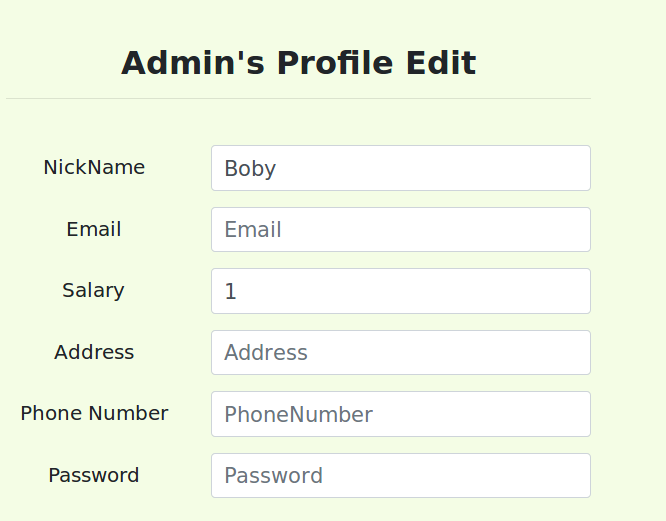 Admin's Profile Edit
NickName Boby
Email Email
Salary 1
Address Address
Phone Number PhoneNumber
Password Password